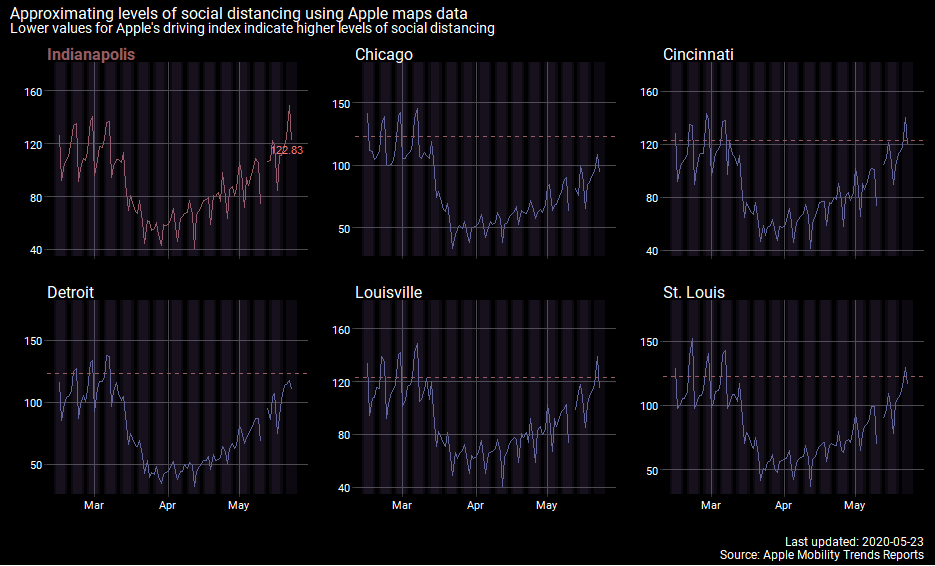 Approximating levels of social distancing using Apple maps data
Lower values for Apple's driving index indicate higher levels of social distancing
Indianapolis
160
120
80
40
122.83
Chicago
150
100
50
Cincinnati
160
120
80
40
Detroit
150
100
50
Mar Apr May
Louisville
160
120
80
40
Mar Apr May
St. Louis
150
100
50
Mar Apr May
Last updated: 2020-05-23
Source: Apple Mobility Trends Reports